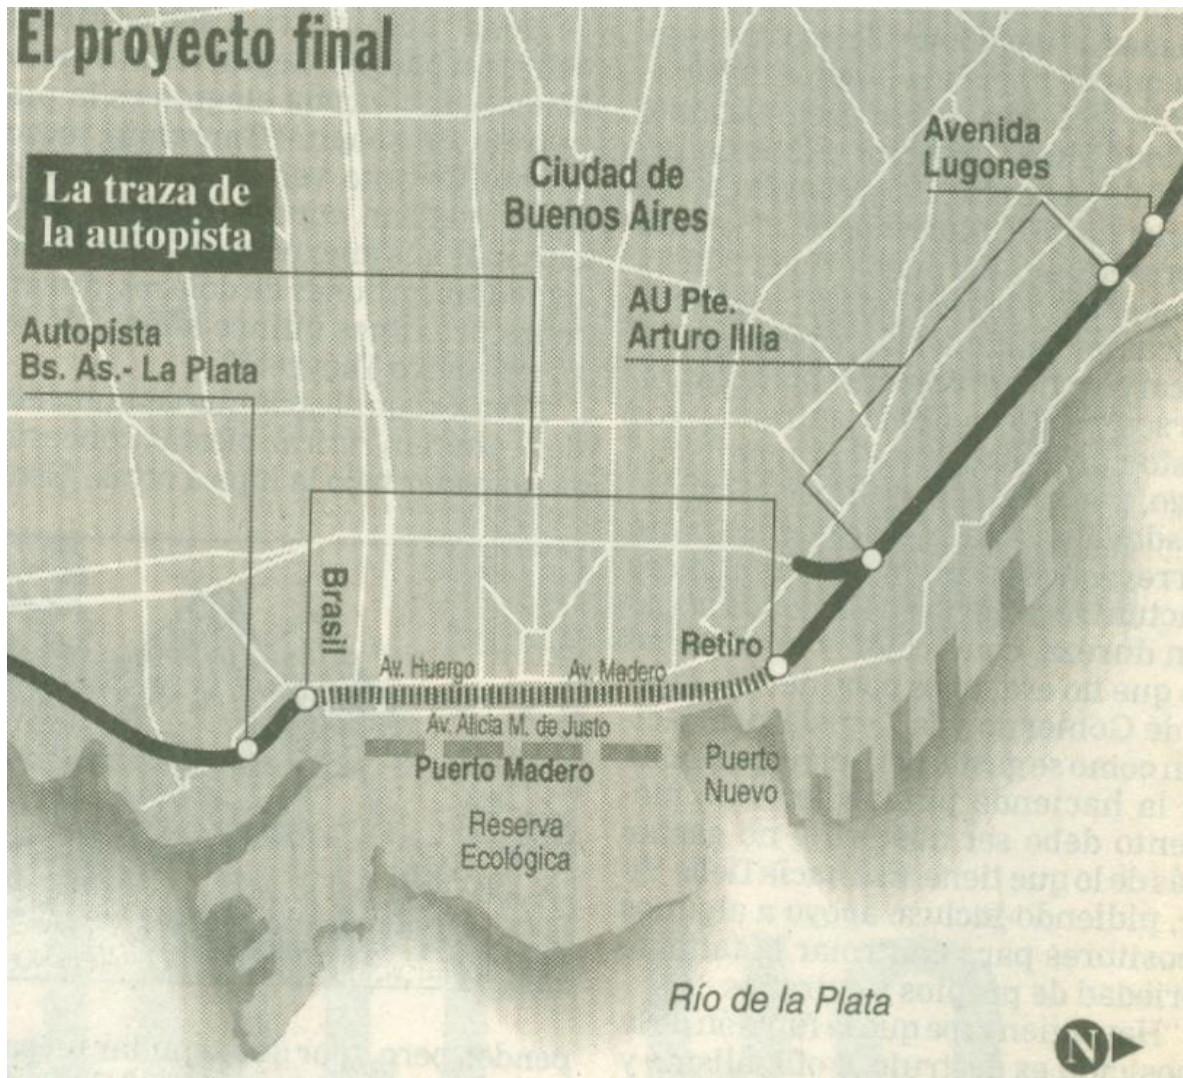 El proyecto final
La traza de
la autopista
Ciudad de
Buenos Aires
Avenida
Lugones
AU Pte.
Arturo Illia
Autopista
Bs. As.- La Plata
Brasil
Retiro
Av. Huergo
Av. Madero
Av. Alicia M. de Justo
Puerto Madero
Puerto
Nuevo
Reserva
Ecológica
Río de la Plata
N